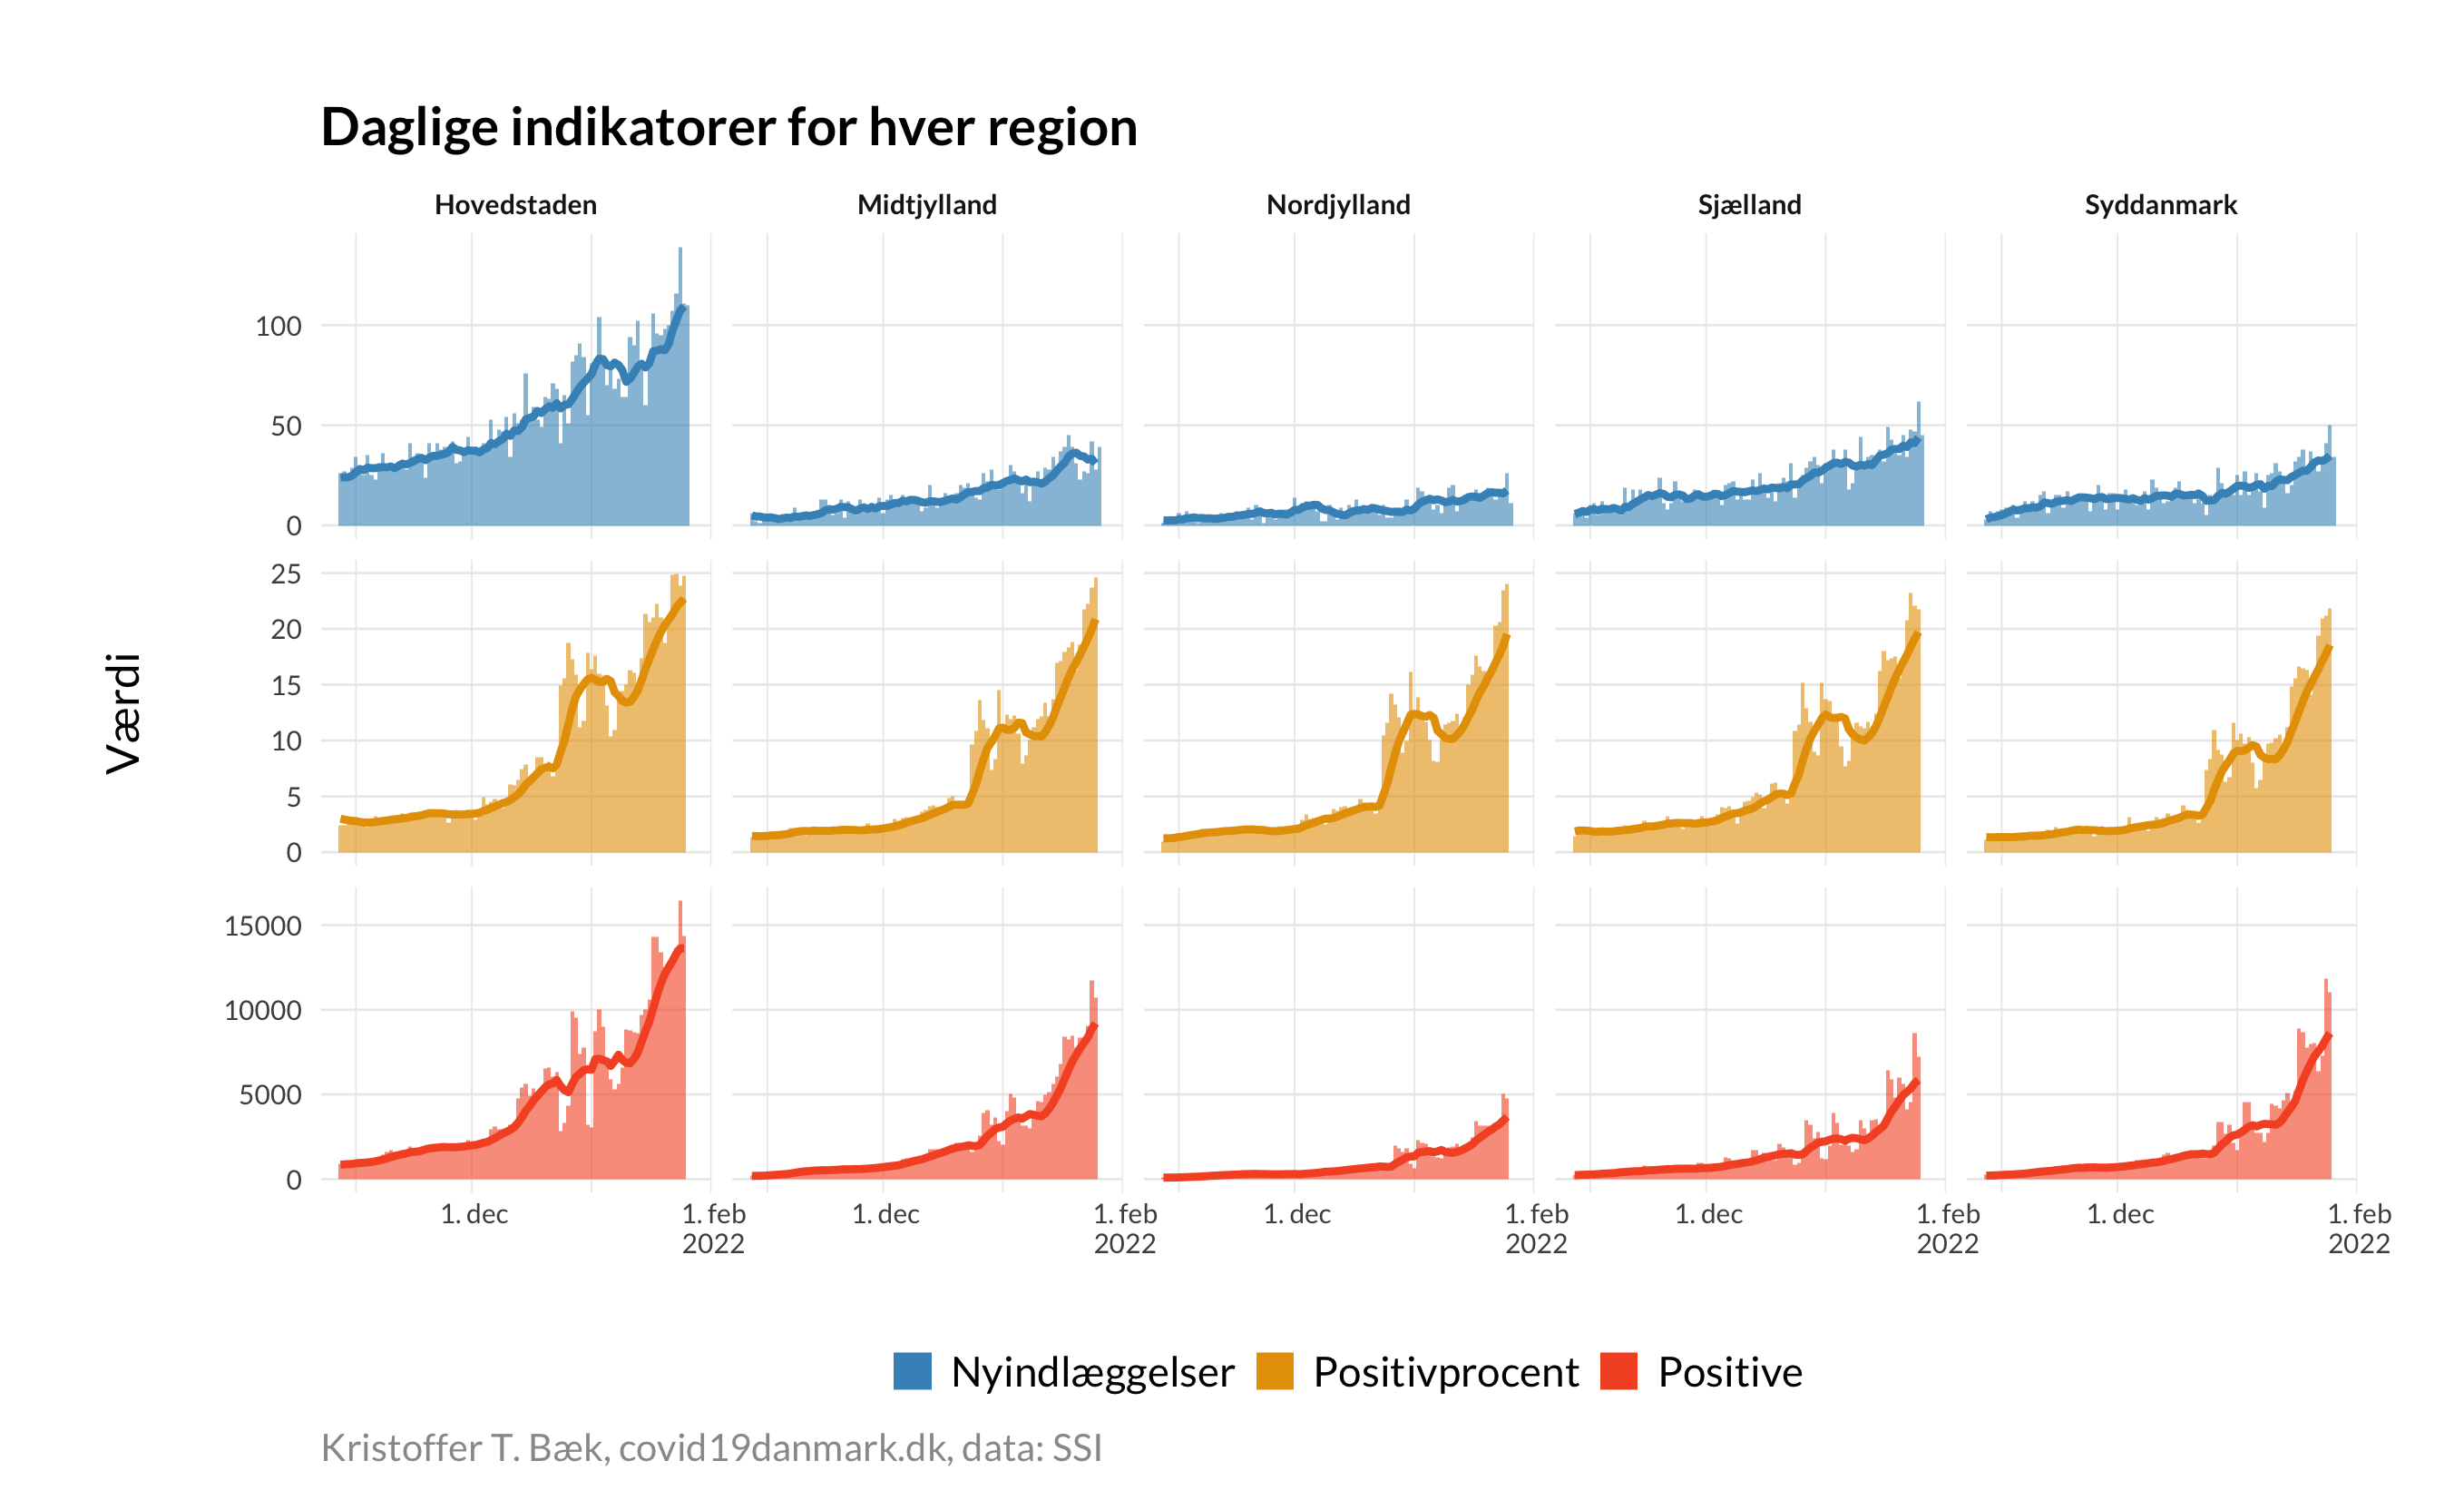 Daglige indikatorer for hver region
Hovedstaden Midtjylland Nordjylland Sjælland Syddanmark
Værdi
100
50
0
25
20
15
10
5
0
15000
10000
5000
0
1. dec 1. feb 1. dec 1. feb 1. dec 1. feb 1. dec 1. feb 1. dec 1. feb
2022 2022 2022 2022 2022
Nyindlæggelser Positivprocent Positive
Kristoffer T. Bæk, covid19danmark.dk, data: SSI